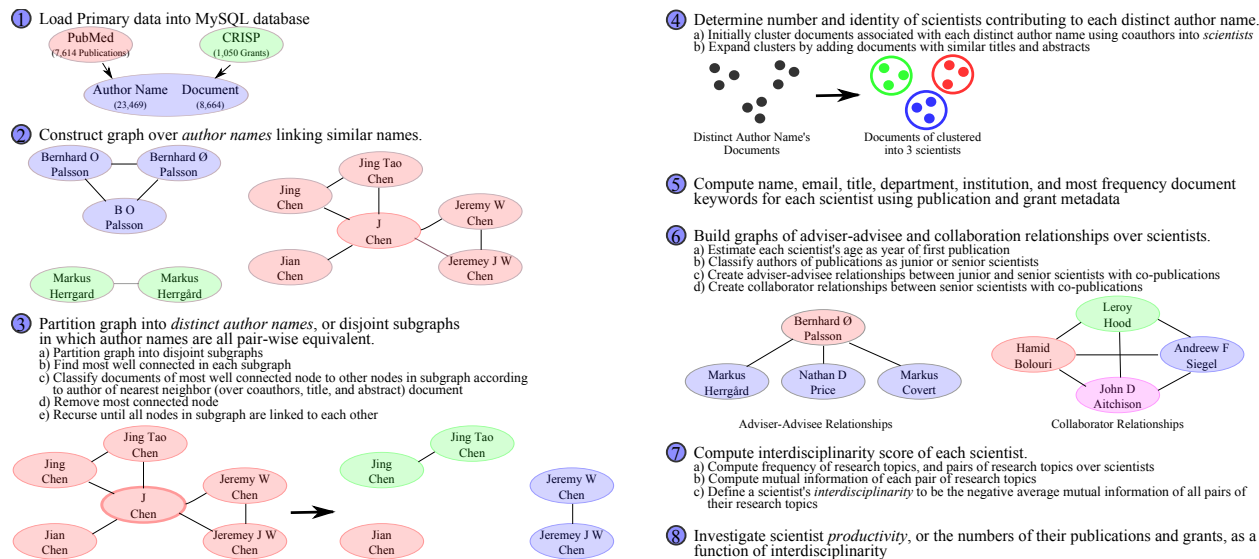 1 Load Primary data into MySQL database
PubMed
(7,614 Publications)
CRISP
(1,050 Grants)
Author Name
(23,469)
Document
(8,664)
2 Construct graph over author names linking similar names.
Bernhard O
Palsson
Bernhard Ø
Palsson
B O
Palsson
Jing Tao
Chen
Jing
Chen
J
Chen
Jeremy W
Chen
Jian
Chen
Jeremey J W
Chen
Markus
Herrgard
Markus
Herrgård
3 Partition graph into distinct author names, or disjoint subgraphs
in which author names are all pair-wise equivalent.
a) Partition graph into disjoint subgraphs
b) Find most well connected in each subgraph
c) Classify documents of most well connected node to other nodes in subgraph according
to author of nearest neighbor (over coauthors, title, and abstract) document
d) Remove most connected node
e) Recurse until all nodes in subgraph are linked to each other
Jing Tao
Chen
Jing
Chen
J
Chen
Jeremy W
Chen
Jian
Chen
Jeremey J W
Chen
Jing Tao
Chen
Jing
Chen
Jeremy W
Chen
Jian
Chen
Jeremey J W
Chen
4 Determine number and identity of scientists contributing to each distinct author name.
a) Initially cluster documents associated with each distinct author name using coauthors into scientists
b) Expand clusters by adding documents with similar titles and abstracts
Distinct Author Name's
Documents
Documents of clustered
into 3 scientists
5 Compute name, email, title, department, institution, and most frequency document
keywords for each scientist using publication and grant metadata
6 Build graphs of adviser-advisee and collaboration relationships over scientists.
a) Estimate each scientist's age as year of first publication
b) Classify authors of publications as junior or senior scientists
c) Create adviser-advisee relationships between junior and senior scientists with co-publications
d) Create collaborator relationships between senior scientists with co-publications
Bernhard Ø
Palsson
Markus
Herrgård
Nathan D
Price
Markus
Covert
Adviser-Advisee Relationships
Leroy
Hood
Hamid
Bolouri
Andreew F
Siegel
John D
Aitchison
Collaborator Relationships
7 Compute interdisciplinarity score of each scientist.
a) Compute frequency of research topics, and pairs of research topics over scientists
b) Compute mutual information of each pair of research topics
c) Define a scientist's interdisciplinarity to be the negative average mutual information of all pairs of
their research topics
8 Investigate scientist productivity, or the numbers of their publications and grants, as a
function of interdisciplinarity